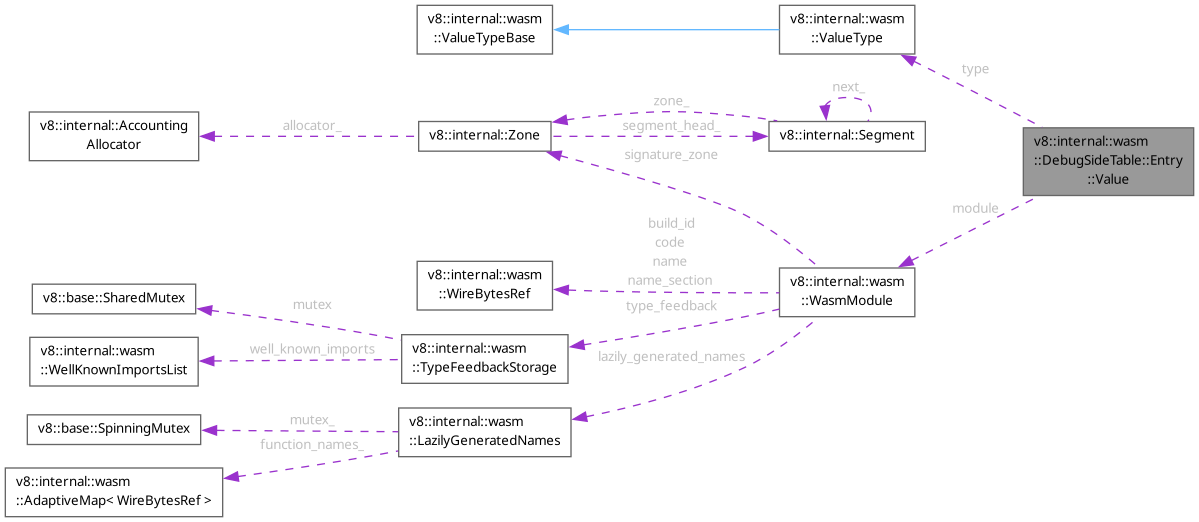 v8::internal::wasm
::ValueTypeBase
v8::internal::wasm
::ValueType
type
next_
zone_
v8::internal::Accounting
Allocator
allocator_
v8::internal::Zone
segment_head_
v8::internal::Segment
v8::internal::wasm
::DebugSideTable::Entry
::Value
signature_zone
module
build_id
code
name
name_section
v8::internal::wasm
::WireBytesRef
v8::internal::wasm
::WasmModule
v8::base::SharedMutex
mutex
type_feedback
well_known_imports
v8::internal::wasm
::WellKnownImportsList
v8::internal::wasm
::TypeFeedbackStorage
lazily_generated_names
v8::base::SpinningMutex
mutex_
function_names_
v8::internal::wasm
::LazilyGeneratedNames
v8::internal::wasm
::AdaptiveMap< WireBytesRef >